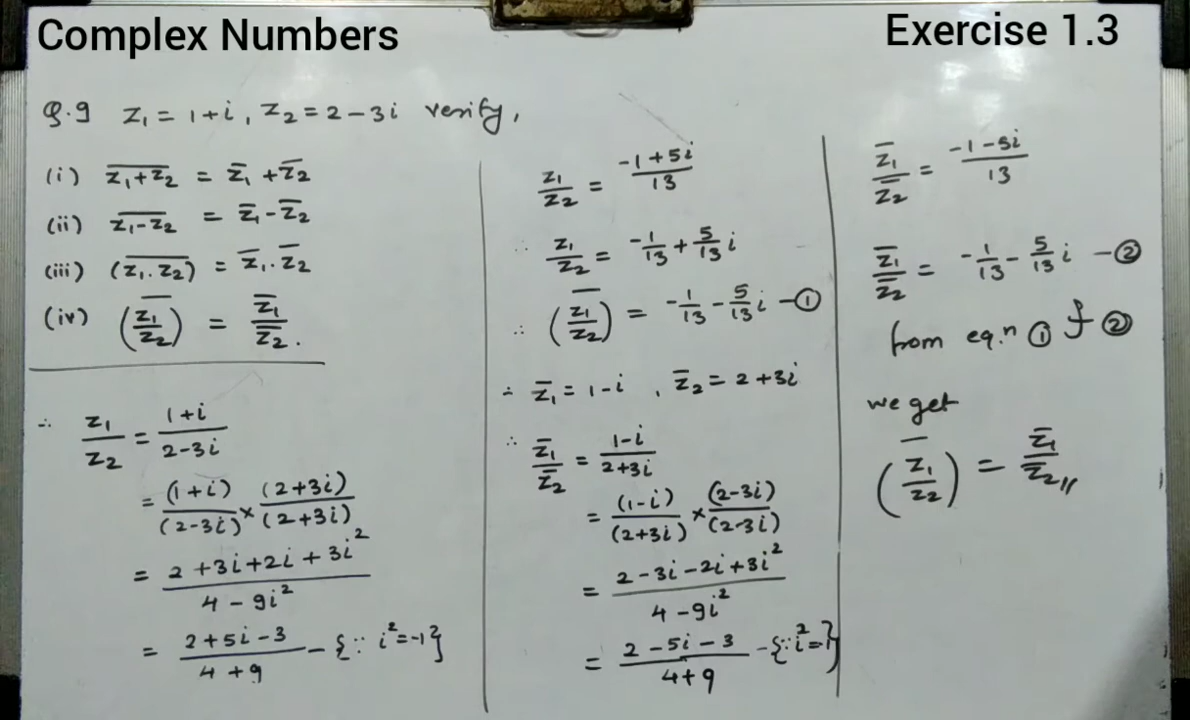 Complex Numbers
Exercise 1.3
Q.9 z₁ = 1+i, z₂ = 2-3i verify,
(i) \overline{z₁+z₂} = z̄₁ + z̄₂
(ii) \overline{z₁-z₂} = z̄₁ - z̄₂
(iii) (\overline{z₁.z₂}) = z̄₁.z̄₂
(iv) \overline{(z₁/z₂)} = z̄₁/z̄₂.
∴ z₁/z₂ = (1+i)/(2-3i)
= (1+i)/(2-3i) × (2+3i)/(2+3i)
= (2+3i+2i+3i²)/(4-9i²)
= (2+5i-3)/(4+9) - {∵ i²=-1}
z₁/z₂ = (-1+5i)/13
∴ z₁/z₂ = -1/13 + 5/13 i
∴ \overline{(z₁/z₂)} = -1/13 - 5/13 i -①
∴ z̄₁ = 1-i, z̄₂ = 2+3i
∴ z̄₁/z̄₂ = (1-i)/(2+3i)
= (1-i)/(2+3i) × (2-3i)/(2-3i)
= (2-3i-2i+3i²)/(4-9i²)
= (2-5i-3)/(4+9) -{∵ i²=-1}
z̄₁/z̄₂ = (-1-5i)/13
z̄₁/z̄₂ = -1/13 - 5/13 i -②
from eq.n ① & ②
we get
\overline{(z₁/z₂)} = z̄₁/z̄₂ //